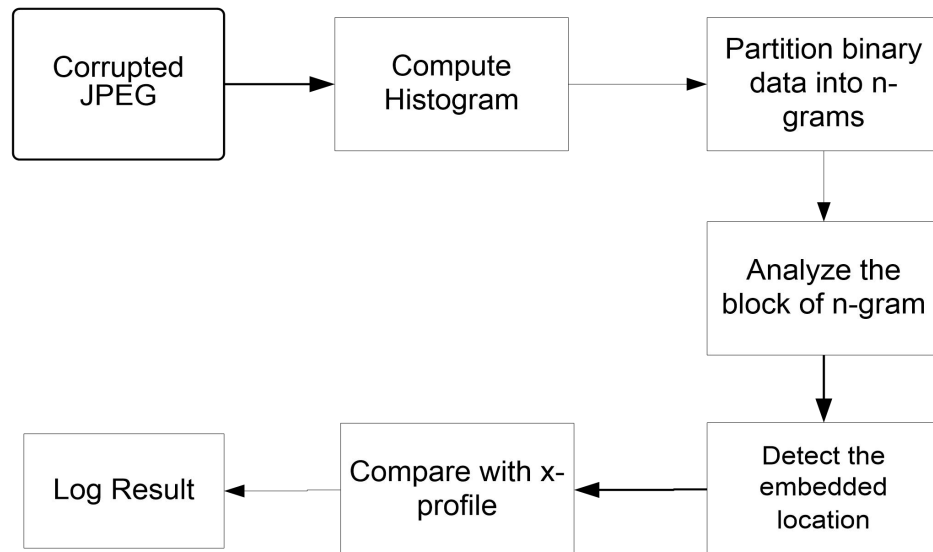 Corrupted
JPEG
Compute
Histogram
Partition binary
data into n-
grams
Analyze the
block of n-gram
Detect the
embedded
location
Compare with x-
profile
Log Result